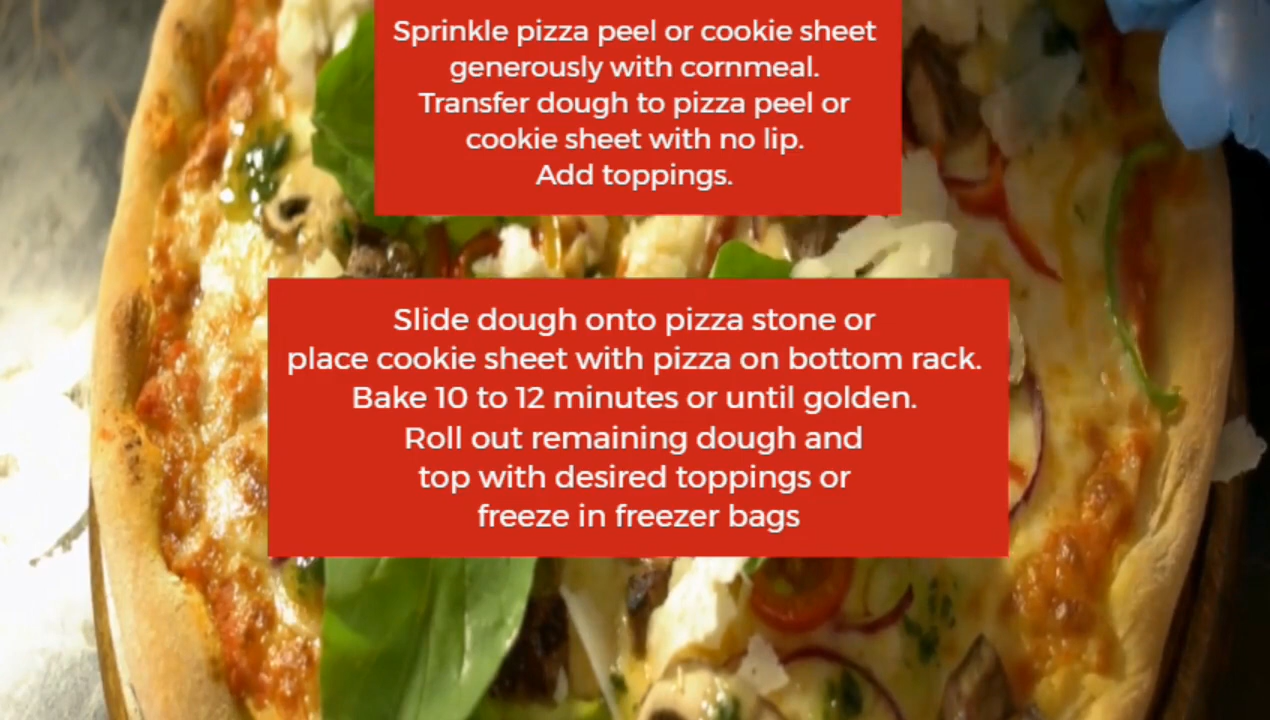 Sprinkle pizza peel or cookie sheet
generously with cornmeal.
Transfer dough to pizza peel or
cookie sheet with no lip.
Add toppings.
Slide dough onto pizza stone or
place cookie sheet with pizza on bottom rack.
Bake 10 to 12 minutes or until golden.
Roll out remaining dough and
top with desired toppings or
freeze in freezer bags